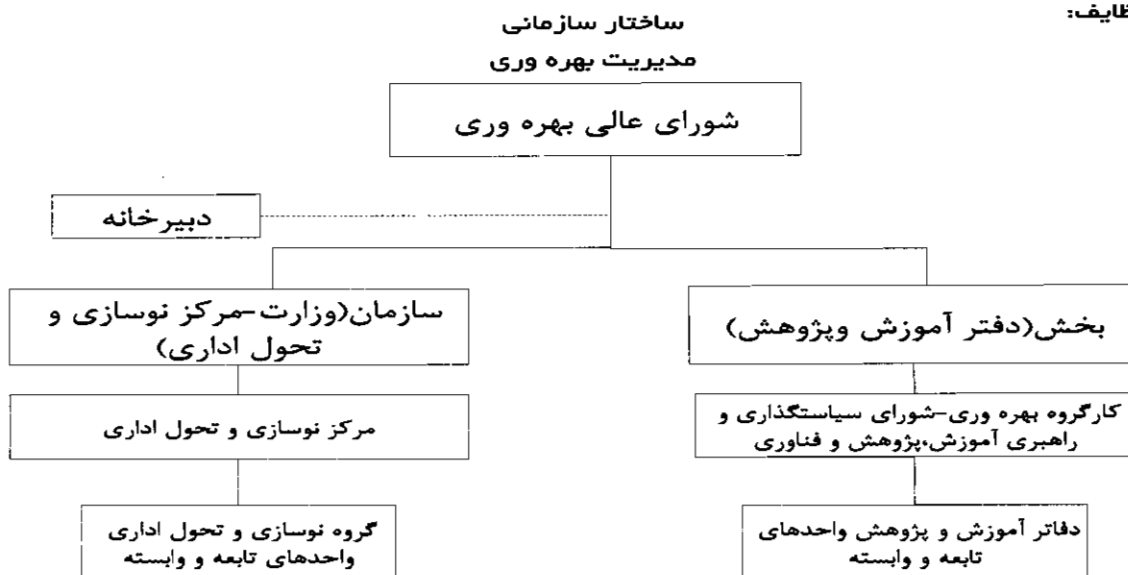 ساختار سازمانی
مدیریت بهره وری
شورای عالی بهره وری
دبیرخانه
بخش(دفتر آموزش وپژوهش)
سازمان(وزارت-مرکز نوسازی و
تحول اداری)
کارگروه بهره وری-شورای سیاستگذاری و
راهبری آموزش،پژوهش و فناوری
مرکز نوسازی و تحول اداری
دفاتر آموزش و پژوهش واحدهای
تابعه و وابسته
گروه نوسازی و تحول اداری
واحدهای تابعه و وابسته